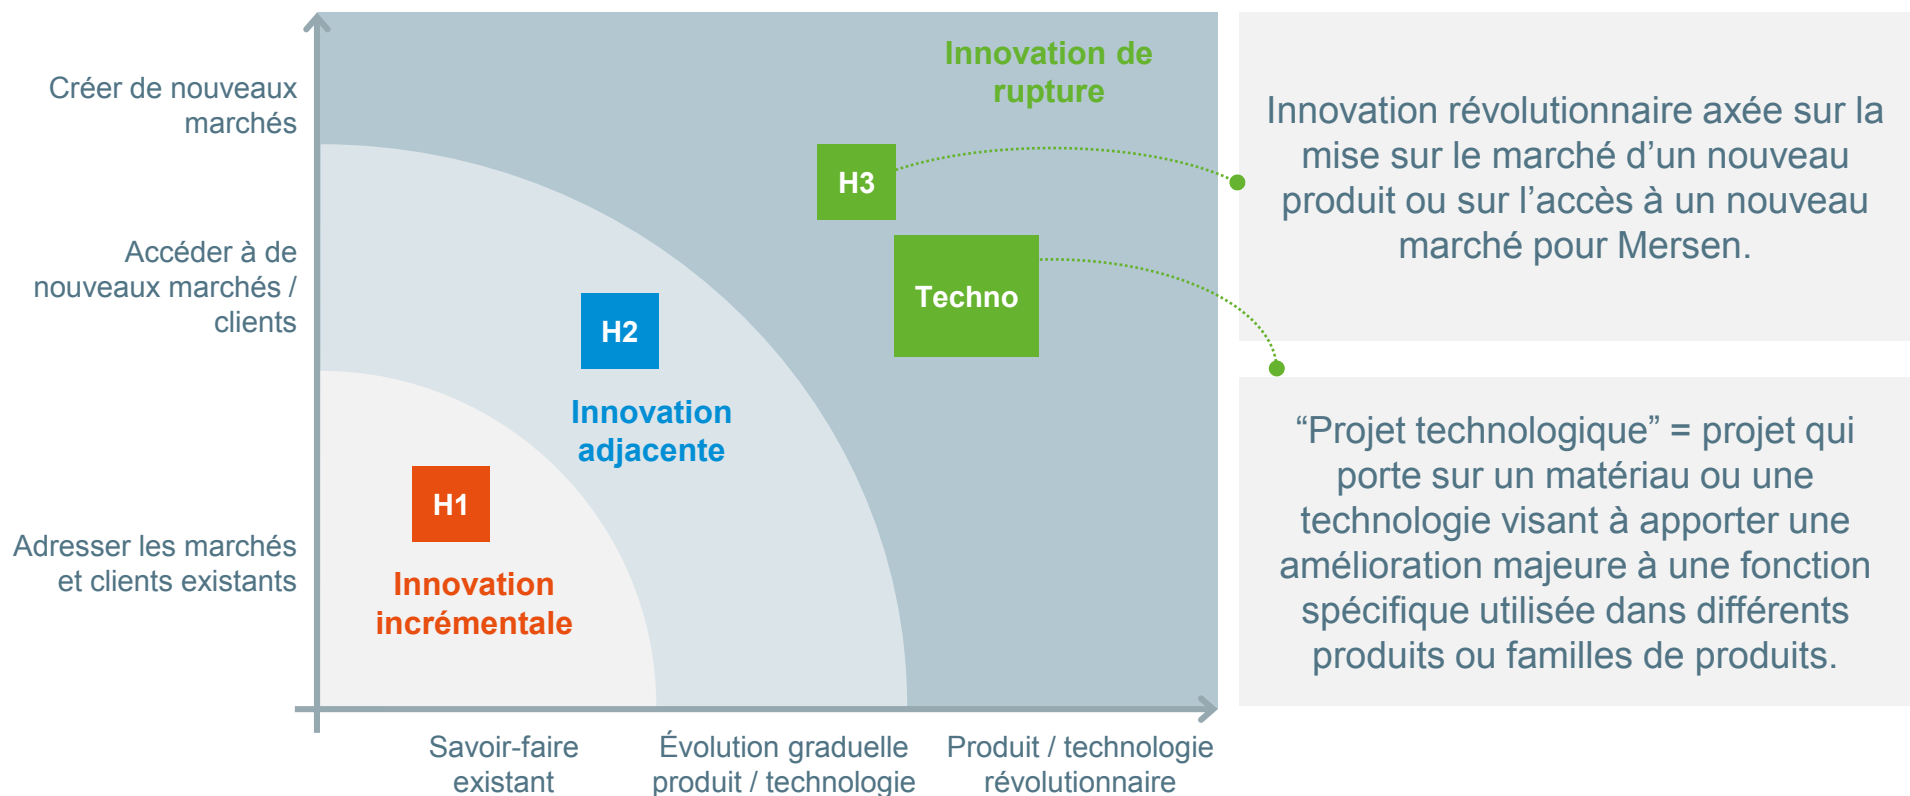 Créer de nouveaux
marchés
Accéder à de
nouveaux marchés /
clients
Adresser les marchés
et clients existants
Innovation de
rupture
H3
Techno
H2
Innovation
adjacente
H1
Innovation
incrémentale
Savoir-faire
existant
Évolution graduelle
produit / technologie
Produit / technologie
révolutionnaire
Innovation révolutionnaire axée sur la
mise sur le marché d’un nouveau
produit ou sur l’accès à un nouveau
marché pour Mersen.
“Projet technologique” = projet qui
porte sur un matériau ou une
technologie visant à apporter une
amélioration majeure à une fonction
spécifique utilisée dans différents
produits ou familles de produits.